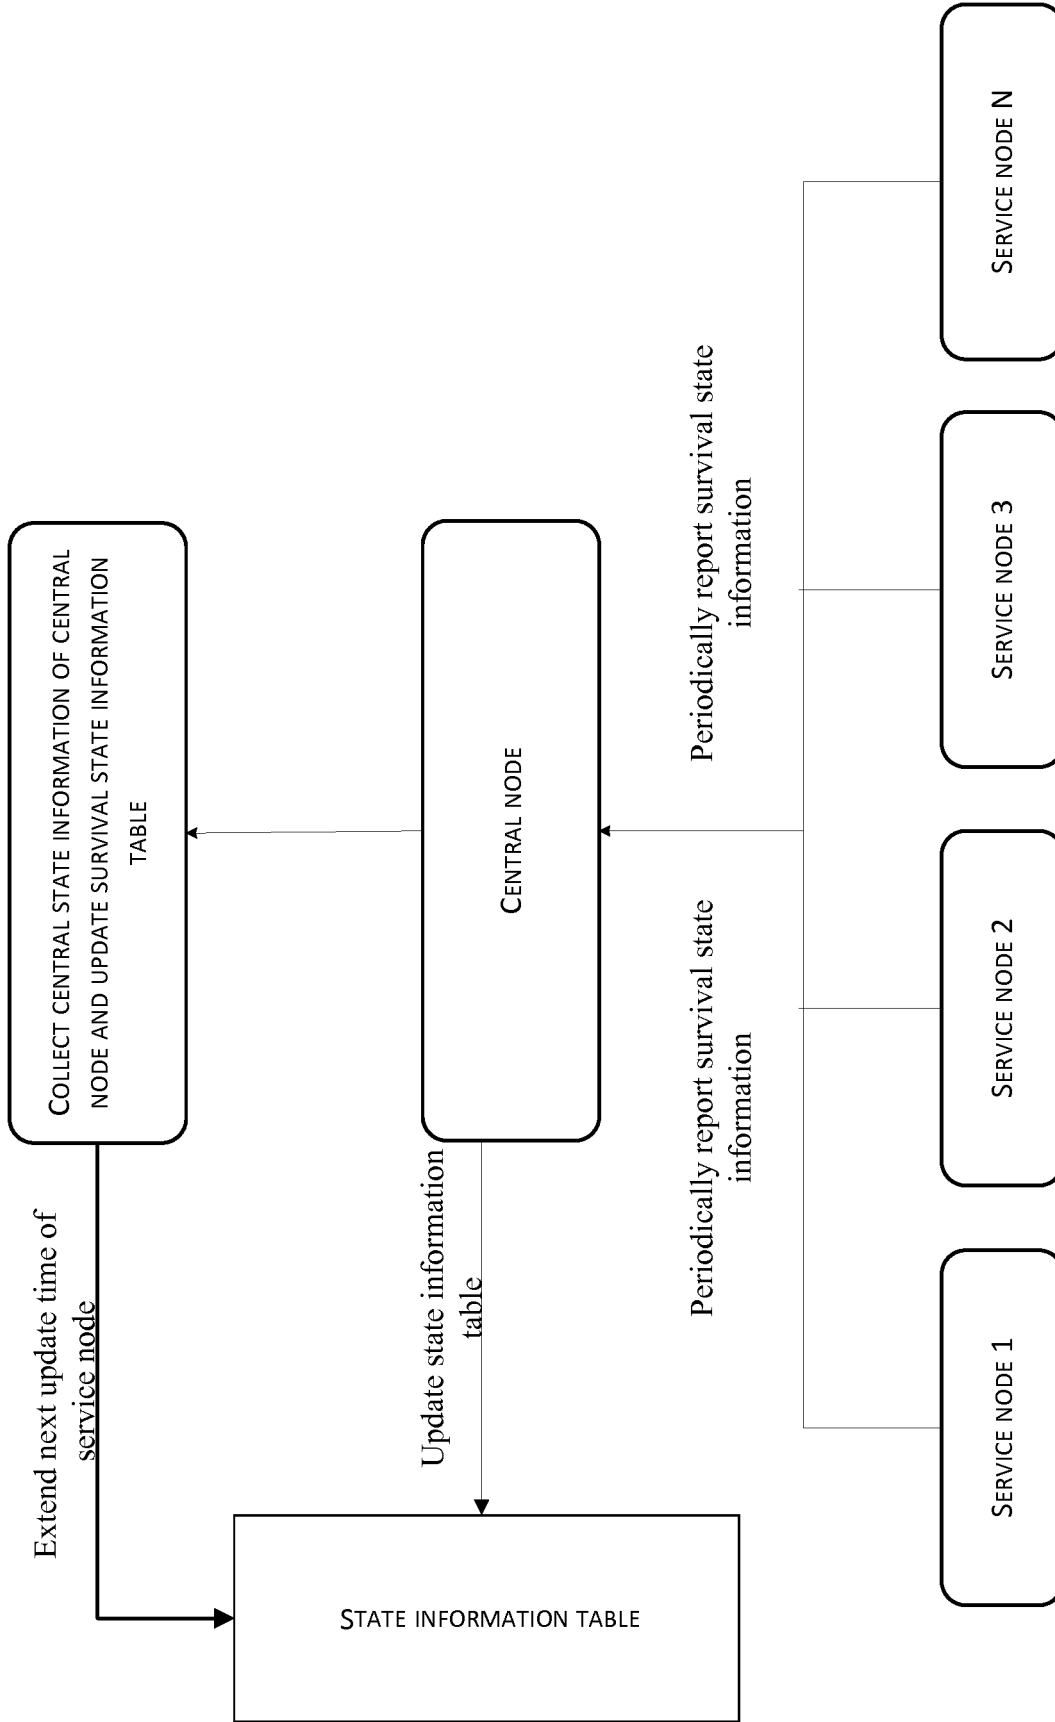 Extend next update time of
service node
COLLECT CENTRAL STATE INFORMATION OF CENTRAL
NODE AND UPDATE SURVIVAL STATE INFORMATION
TABLE
STATE INFORMATION TABLE
Update state information
table
CENTRAL NODE
Periodically report survival state
information
Periodically report survival state
information
SERVICE NODE 1
SERVICE NODE 2
SERVICE NODE 3
SERVICE NODE N